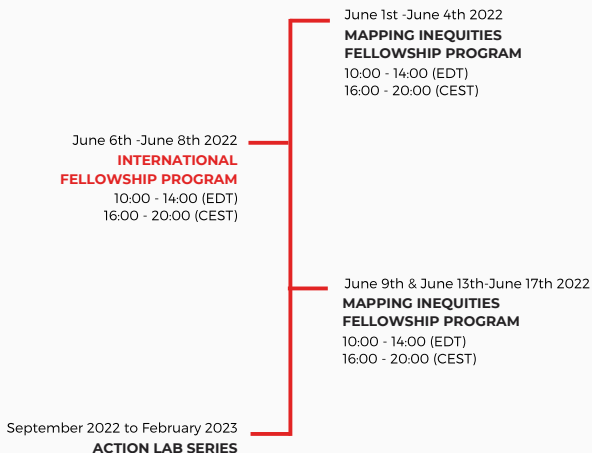 June 1st -June 4th 2022
MAPPING INEQUITIES
FELLOWSHIP PROGRAM
10:00 - 14:00 (EDT)
16:00 - 20:00 (CEST)
June 6th -June 8th 2022
INTERNATIONAL
FELLOWSHIP PROGRAM
10:00 - 14:00 (EDT)
16:00 - 20:00 (CEST)
June 9th & June 13th-June 17th 2022
MAPPING INEQUITIES
FELLOWSHIP PROGRAM
10:00 - 14:00 (EDT)
16:00 - 20:00 (CEST)
September 2022 to February 2023
ACTION LAB SERIES